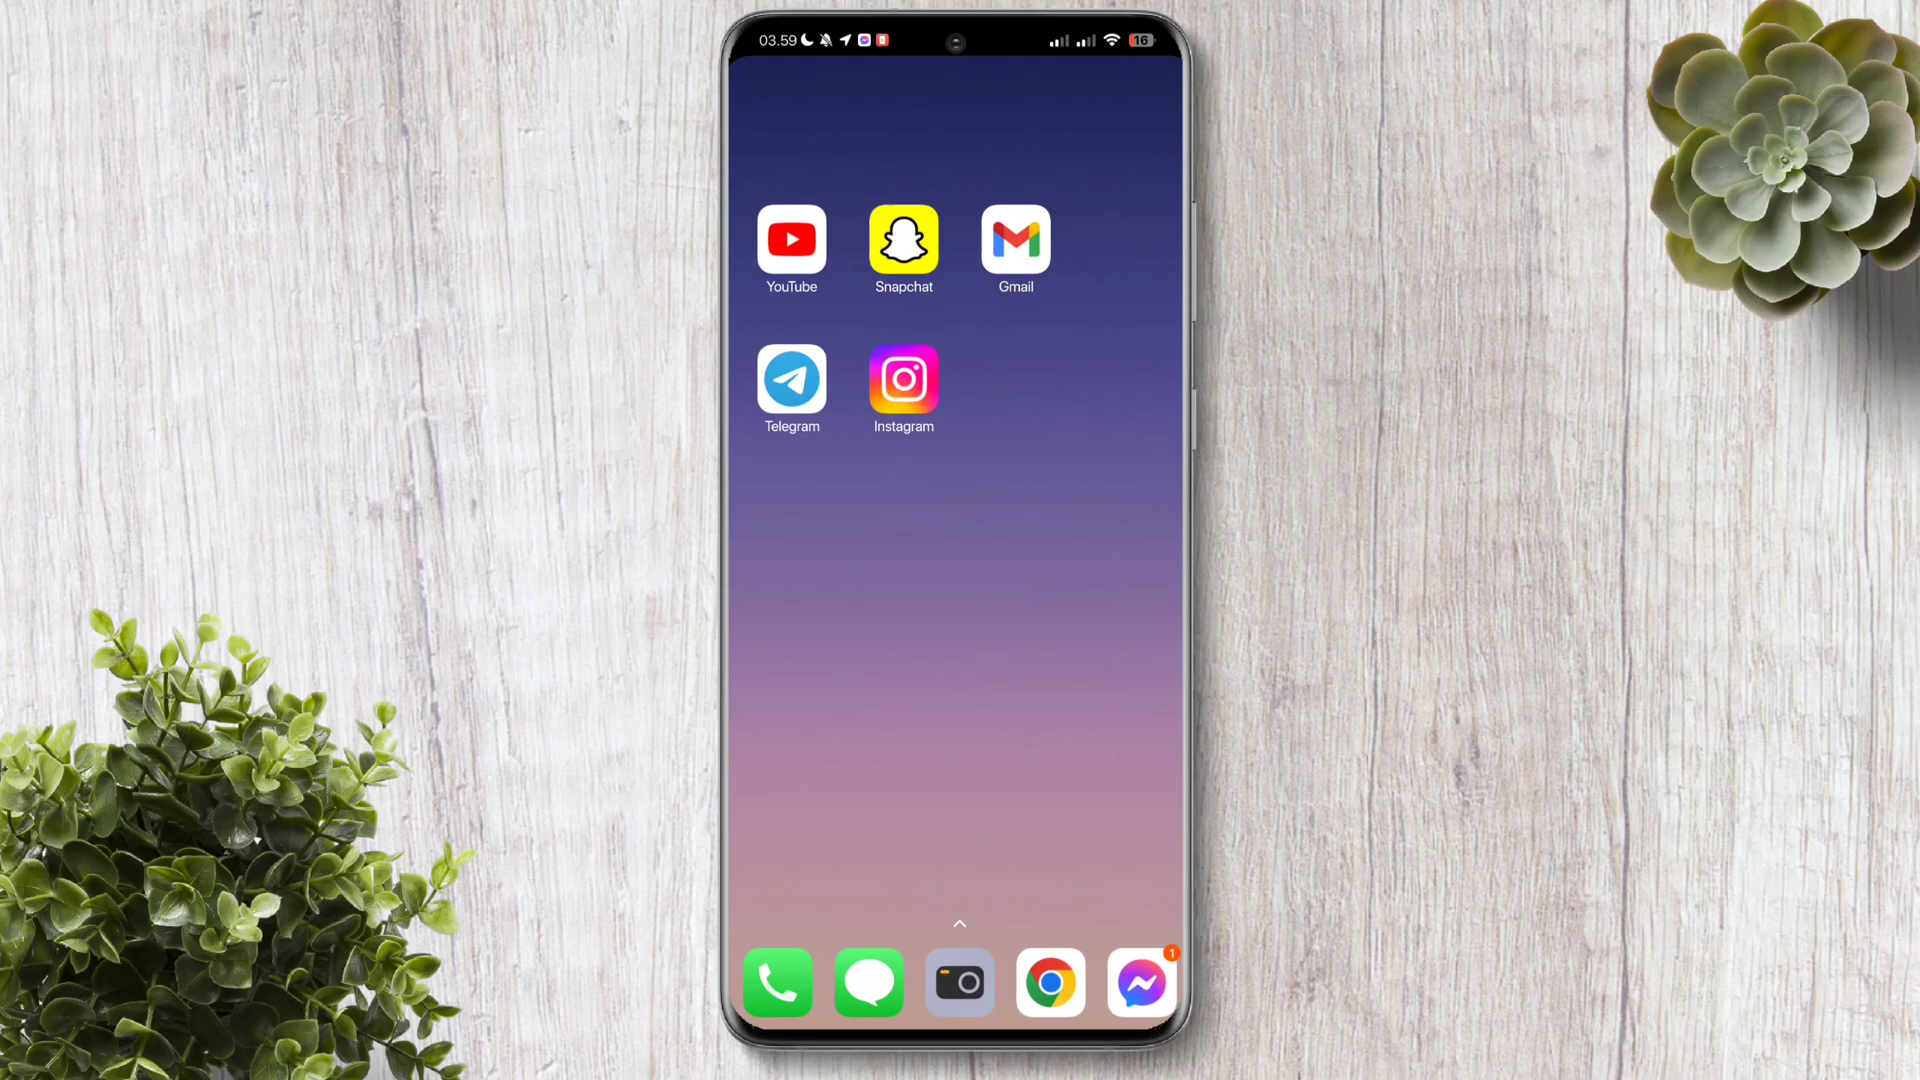 03.59
16
YouTube
Snapchat
Gmail
Telegram
Instagram
1